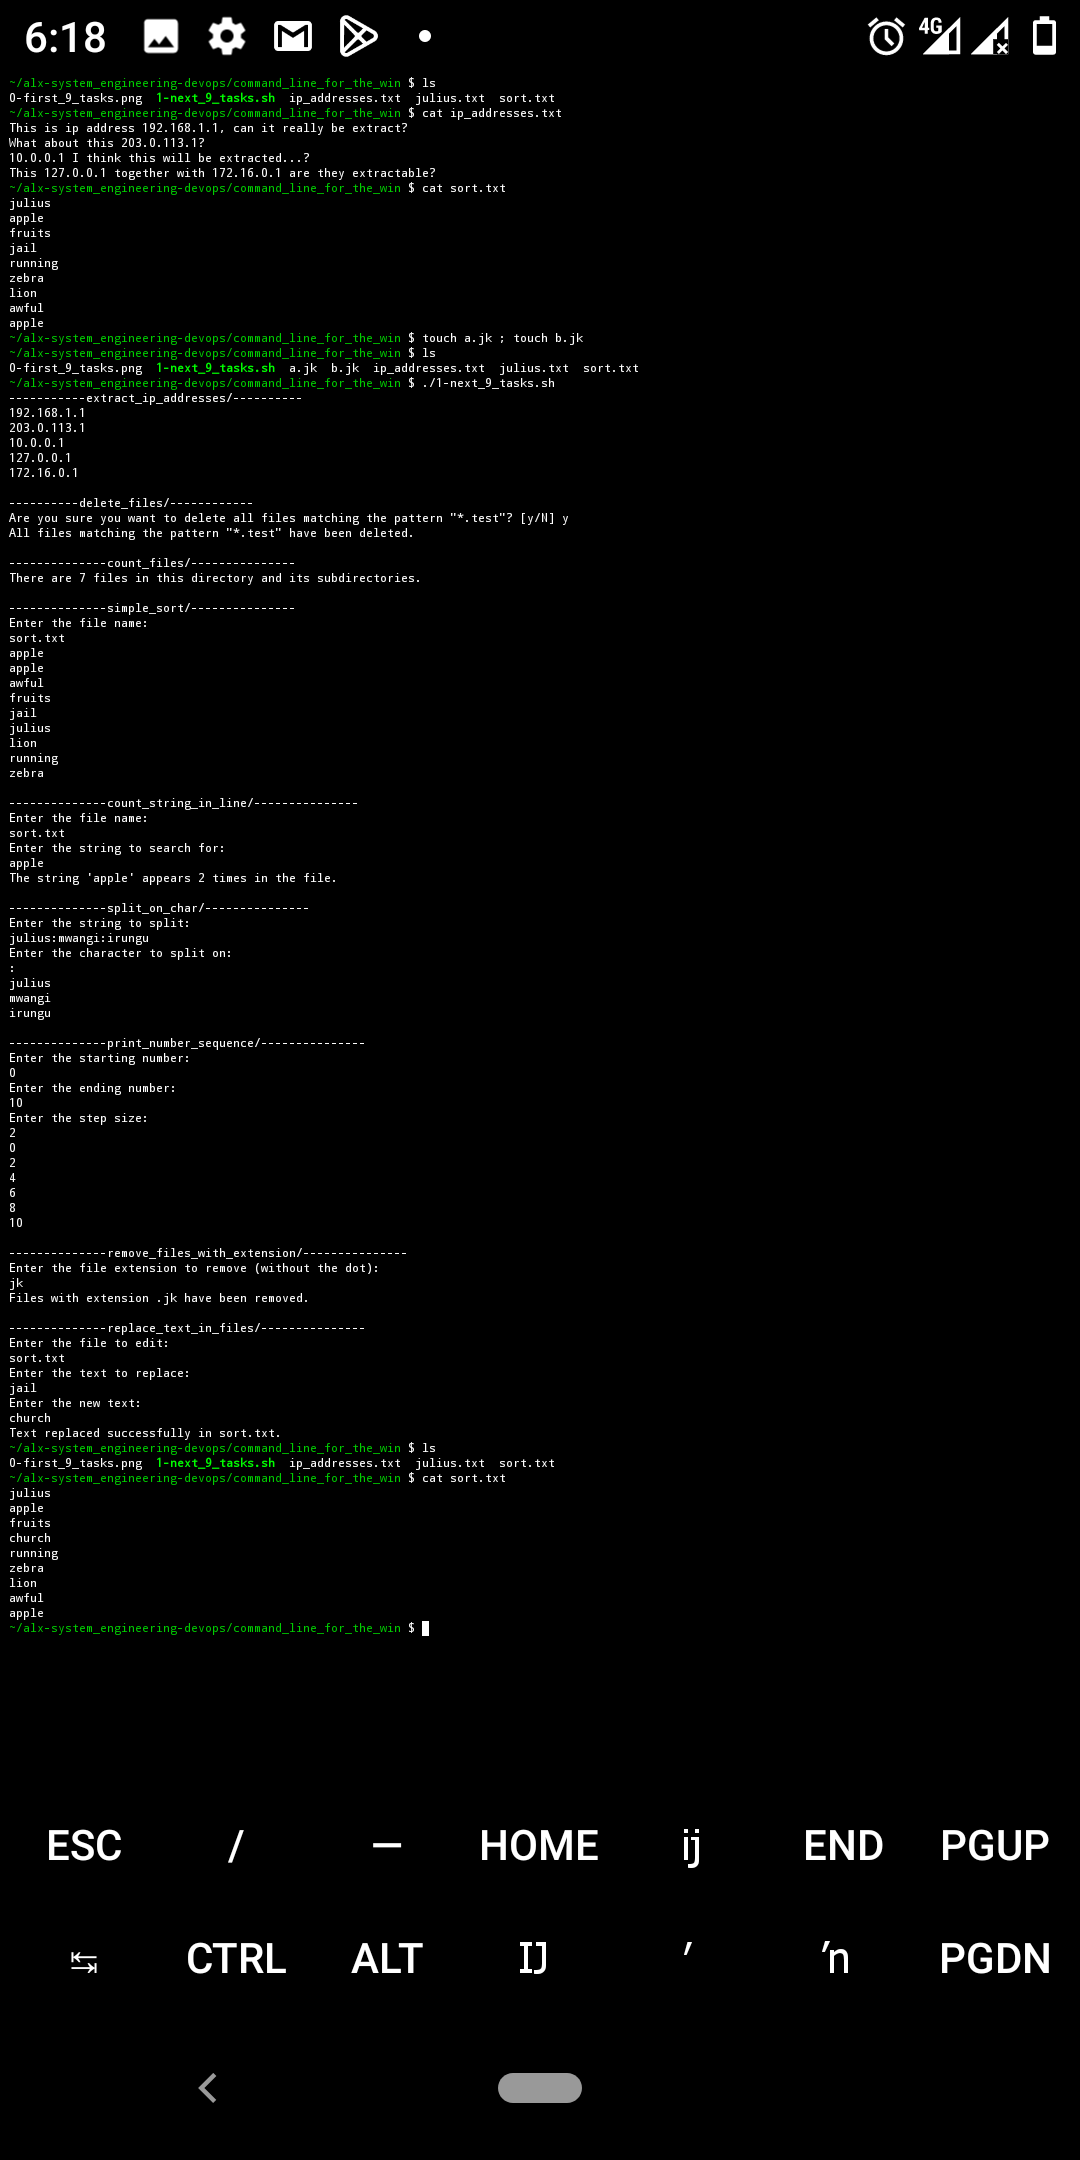 6:18
4G
~/alx-system_engineering-devops/command_line_for_the_win $ ls
0-first_9_tasks.png  1-next_9_tasks.sh  ip_addresses.txt  julius.txt  sort.txt
~/alx-system_engineering-devops/command_line_for_the_win $ cat ip_addresses.txt
This is ip address 192.168.1.1, can it really be extract?
What about this 203.0.113.1?
10.0.0.1 I think this will be extracted...?
This 127.0.0.1 together with 172.16.0.1 are they extractable?
~/alx-system_engineering-devops/command_line_for_the_win $ cat sort.txt
julius
apple
fruits
jail
running
zebra
lion
awful
apple
~/alx-system_engineering-devops/command_line_for_the_win $ touch a.jk ; touch b.jk
~/alx-system_engineering-devops/command_line_for_the_win $ ls
0-first_9_tasks.png  1-next_9_tasks.sh  a.jk  b.jk  ip_addresses.txt  julius.txt  sort.txt
~/alx-system_engineering-devops/command_line_for_the_win $ ./1-next_9_tasks.sh
-----------extract_ip_addresses/----------
192.168.1.1
203.0.113.1
10.0.0.1
127.0.0.1
172.16.0.1
----------delete_files/------------
Are you sure you want to delete all files matching the pattern "*.test"? [y/N] y
All files matching the pattern "*.test" have been deleted.
--------------count_files/---------------
There are 7 files in this directory and its subdirectories.
--------------simple_sort/---------------
Enter the file name:
sort.txt
apple
apple
awful
fruits
jail
julius
lion
running
zebra
--------------count_string_in_line/---------------
Enter the file name:
sort.txt
Enter the string to search for:
apple
The string 'apple' appears 2 times in the file.
--------------split_on_char/---------------
Enter the string to split:
julius:mwangi:irungu
Enter the character to split on:
:
julius
mwangi
irungu
--------------print_number_sequence/---------------
Enter the starting number:
0
Enter the ending number:
10
Enter the step size:
2
0
2
4
6
8
10
--------------remove_files_with_extension/---------------
Enter the file extension to remove (without the dot):
jk
Files with extension .jk have been removed.
--------------replace_text_in_files/---------------
Enter the file to edit:
sort.txt
Enter the text to replace:
jail
Enter the new text:
church
Text replaced successfully in sort.txt.
~/alx-system_engineering-devops/command_line_for_the_win $ ls
0-first_9_tasks.png  1-next_9_tasks.sh  ip_addresses.txt  julius.txt  sort.txt
~/alx-system_engineering-devops/command_line_for_the_win $ cat sort.txt
julius
apple
fruits
church
running
zebra
lion
awful
apple
~/alx-system_engineering-devops/command_line_for_the_win $
ESC / — HOME ĳ END PGUP
↹ CTRL ALT Ĳ ′ ŉ PGDN